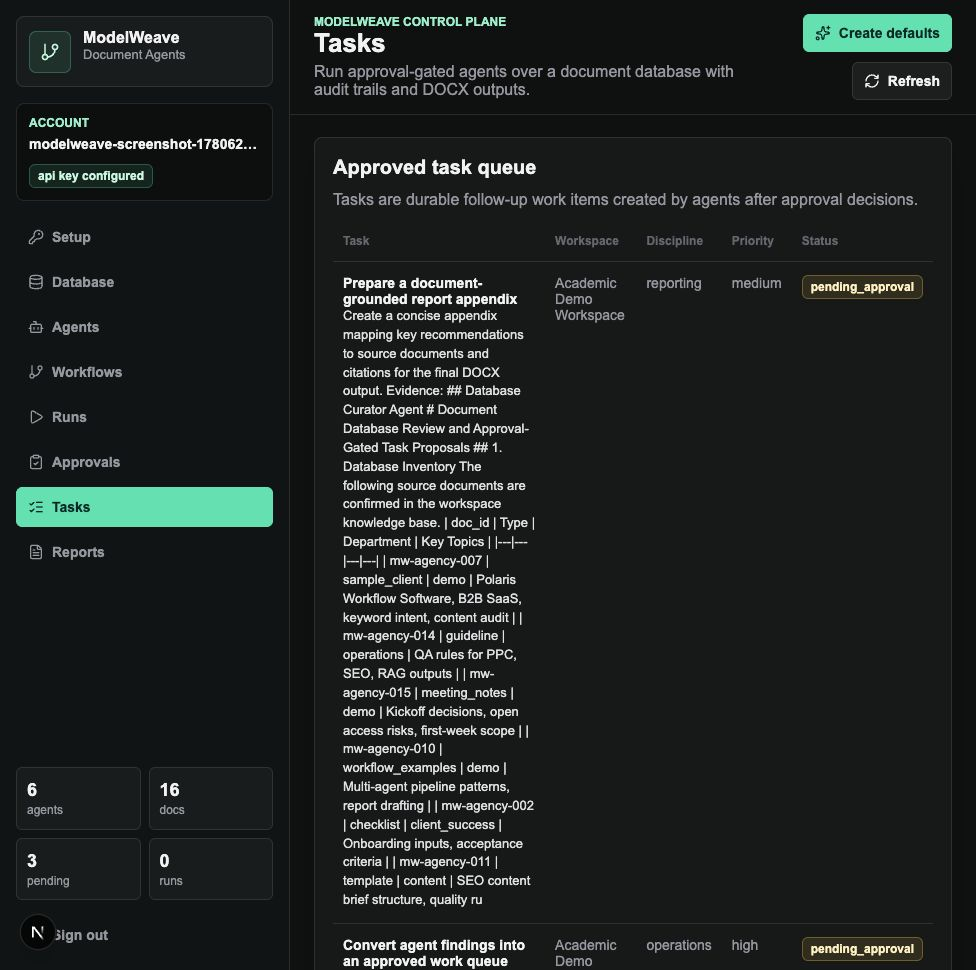 ModelWeave
Document Agents
ACCOUNT
modelweave-screenshot-178062...
api key configured
Setup
Database
Agents
Workflows
Runs
Approvals
Tasks
Reports
6
agents
16
docs
3
pending
0
runs
N
Sign out
MODELWEAVE CONTROL PLANE
Tasks
Run approval-gated agents over a document database with
audit trails and DOCX outputs.
Create defaults
Refresh
Approved task queue
Tasks are durable follow-up work items created by agents after approval decisions.
Task Workspace Discipline Priority Status
Prepare a document-
grounded report appendix
Create a concise appendix
mapping key recommendations
to source documents and
citations for the final DOCX
output. Evidence: ## Database
Curator Agent # Document
Database Review and Approval-
Gated Task Proposals ## 1.
Database Inventory The
following source documents are
confirmed in the workspace
knowledge base. | doc_id | Type |
Department | Key Topics | |---|---
|---|---| | mw-agency-007 |
sample_client | demo | Polaris
Workflow Software, B2B SaaS,
keyword intent, content audit | |
mw-agency-014 | guideline |
operations | QA rules for PPC,
SEO, RAG outputs | | mw-
agency-015 | meeting_notes |
demo | Kickoff decisions, open
access risks, first-week scope | |
mw-agency-010 |
workflow_examples | demo |
Multi-agent pipeline patterns,
report drafting | | mw-agency-002
| checklist | client_success |
Onboarding inputs, acceptance
criteria | | mw-agency-011 |
template | content | SEO content
brief structure, quality ru
Academic
Demo
Workspace
reporting
medium
pending_approval
Convert agent findings into
an approved work queue
Academic
Demo
operations
high
pending_approval